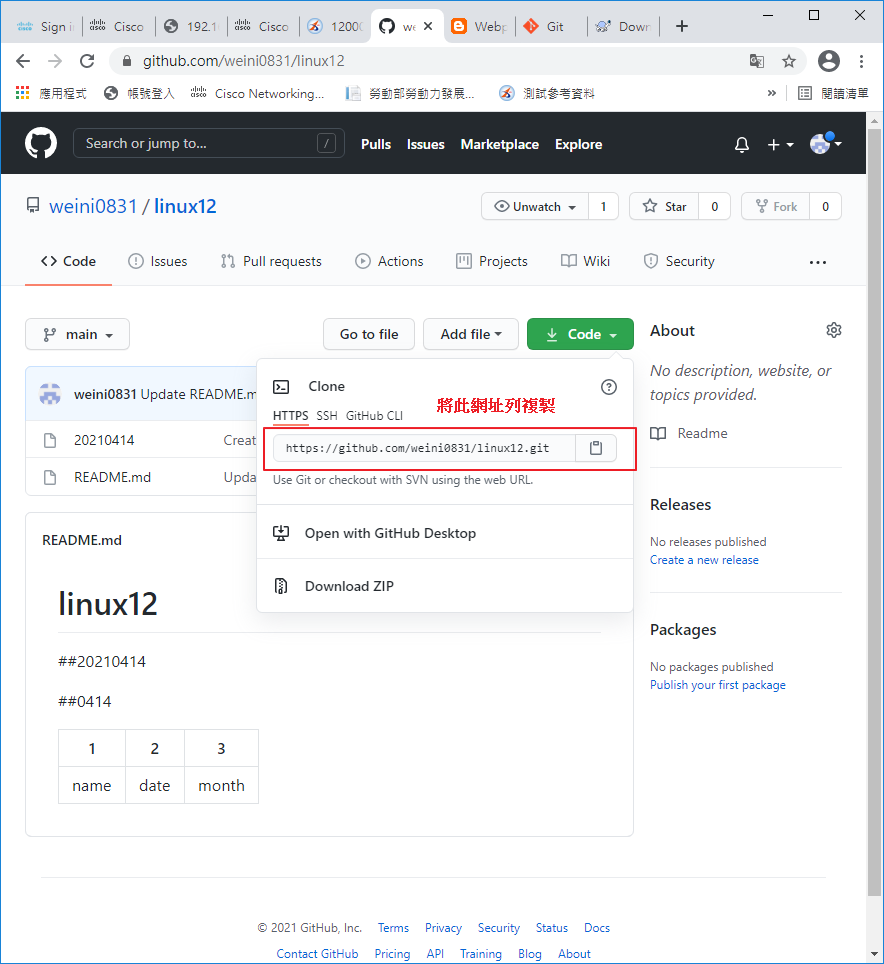 Sign i
Cisco
192.1
Cisco
1200
we
Webp
Git
Down
github.com/weini0831/linux12
應用程式
帳號登入
Cisco Networking...
勞動部勞動力發展...
測試參考資料
»
閱讀清單
Search or jump to...
/
Pulls
Issues
Marketplace
Explore
weini0831 / linux12
Unwatch
1
Star
0
Fork
0
Code
Issues
Pull requests
Actions
Projects
Wiki
Security
main
Go to file
Add file
Code
About
No description, website, or
topics provided.
Readme
weini0831 Update README.m
20210414
Creat
README.md
Upda
Clone
將此網址列複製
HTTPS SSH GitHub CLI
https://github.com/weini0831/linux12.git
Use Git or checkout with SVN using the web URL.
Open with GitHub Desktop
Download ZIP
Releases
No releases published
Create a new release
Packages
No packages published
Publish your first package
README.md
linux12
##20210414
##0414
1 2 3
name date month
© 2021 GitHub, Inc. Terms Privacy Security Status Docs
Contact GitHub Pricing API Training Blog About